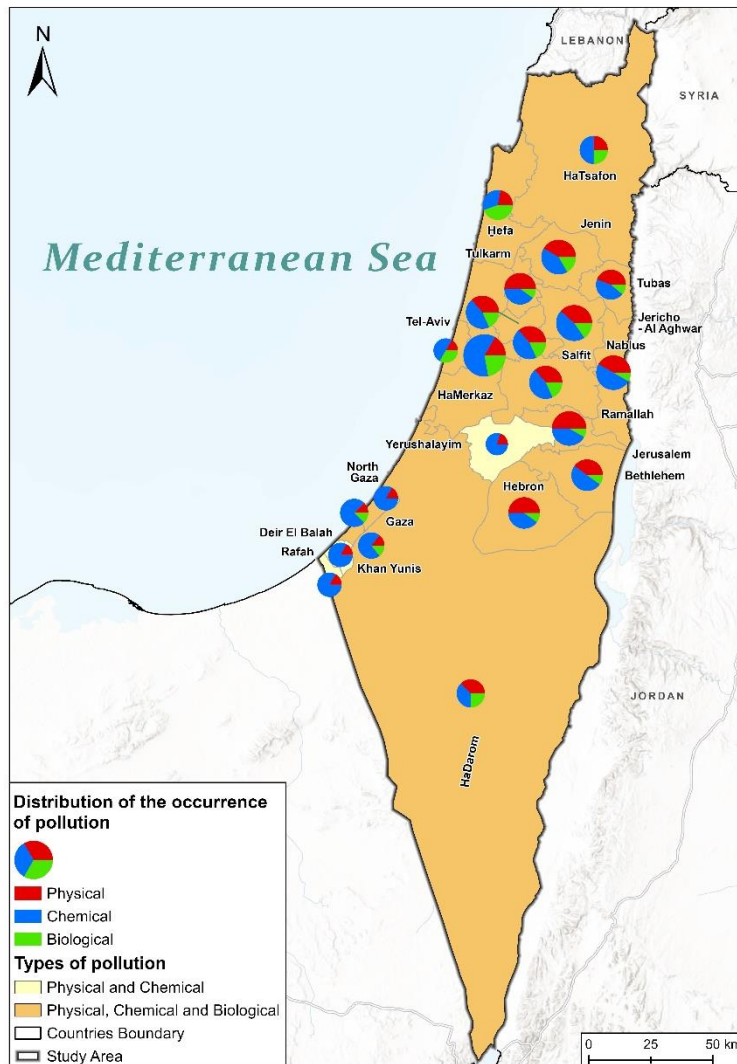 N
LEBANON
SYRIA
HaTsafon
Hefa
Jenin
Mediterranean Sea
Tulkarm
Tubas
Tel-Aviv
Jericho
- Al Aghwar
Nablus
Salfit
HaMerkaz
Ramallah
Yerushalayim
Jerusalem
North
Gaza
Bethlehem
Hebron
Gaza
Deir El Balah
Rafah
Khan Yunis
JORDAN
HaDarom
Distribution of the occurrence
of pollution
Physical
Chemical
Biological
Types of pollution
Physical and Chemical
Physical, Chemical and Biological
Countries Boundary
Study Area
0 25 50 km